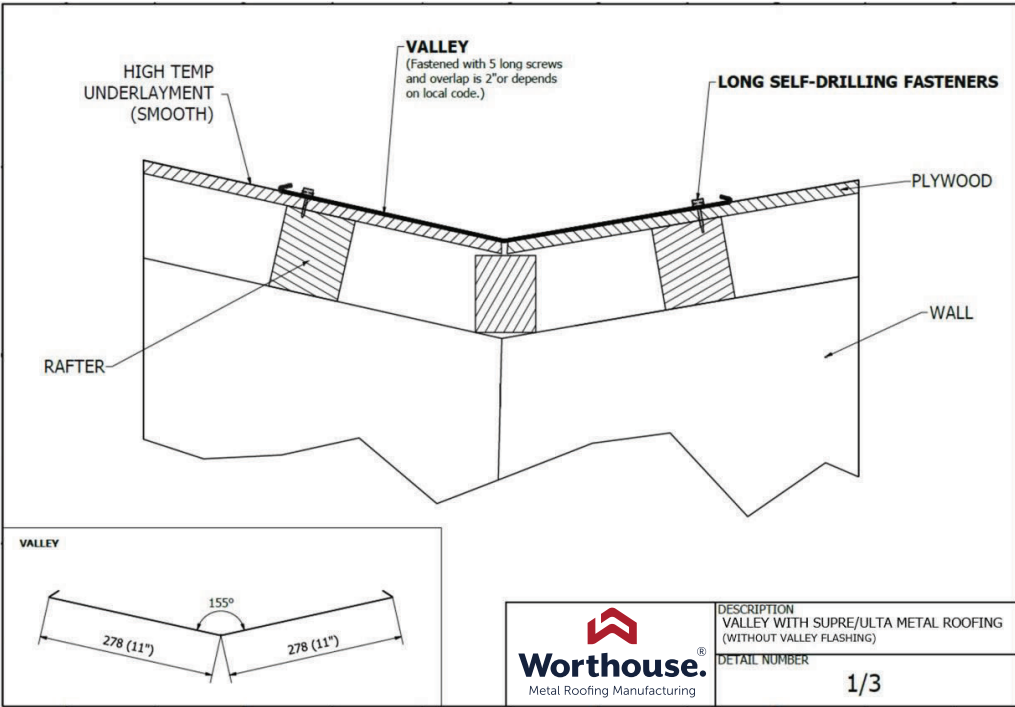 VALLEY
(Fastened with 5 long screws
and overlap is 2"or depends
on local code.)
HIGH TEMP
UNDERLAYMENT
(SMOOTH)
LONG SELF-DRILLING FASTENERS
PLYWOOD
WALL
RAFTER
VALLEY
155°
278 (11")
278 (11")
Worthouse.®
Metal Roofing Manufacturing
DESCRIPTION
VALLEY WITH SUPRE/ULTA METAL ROOFING
(WITHOUT VALLEY FLASHING)
DETAIL NUMBER
1/3